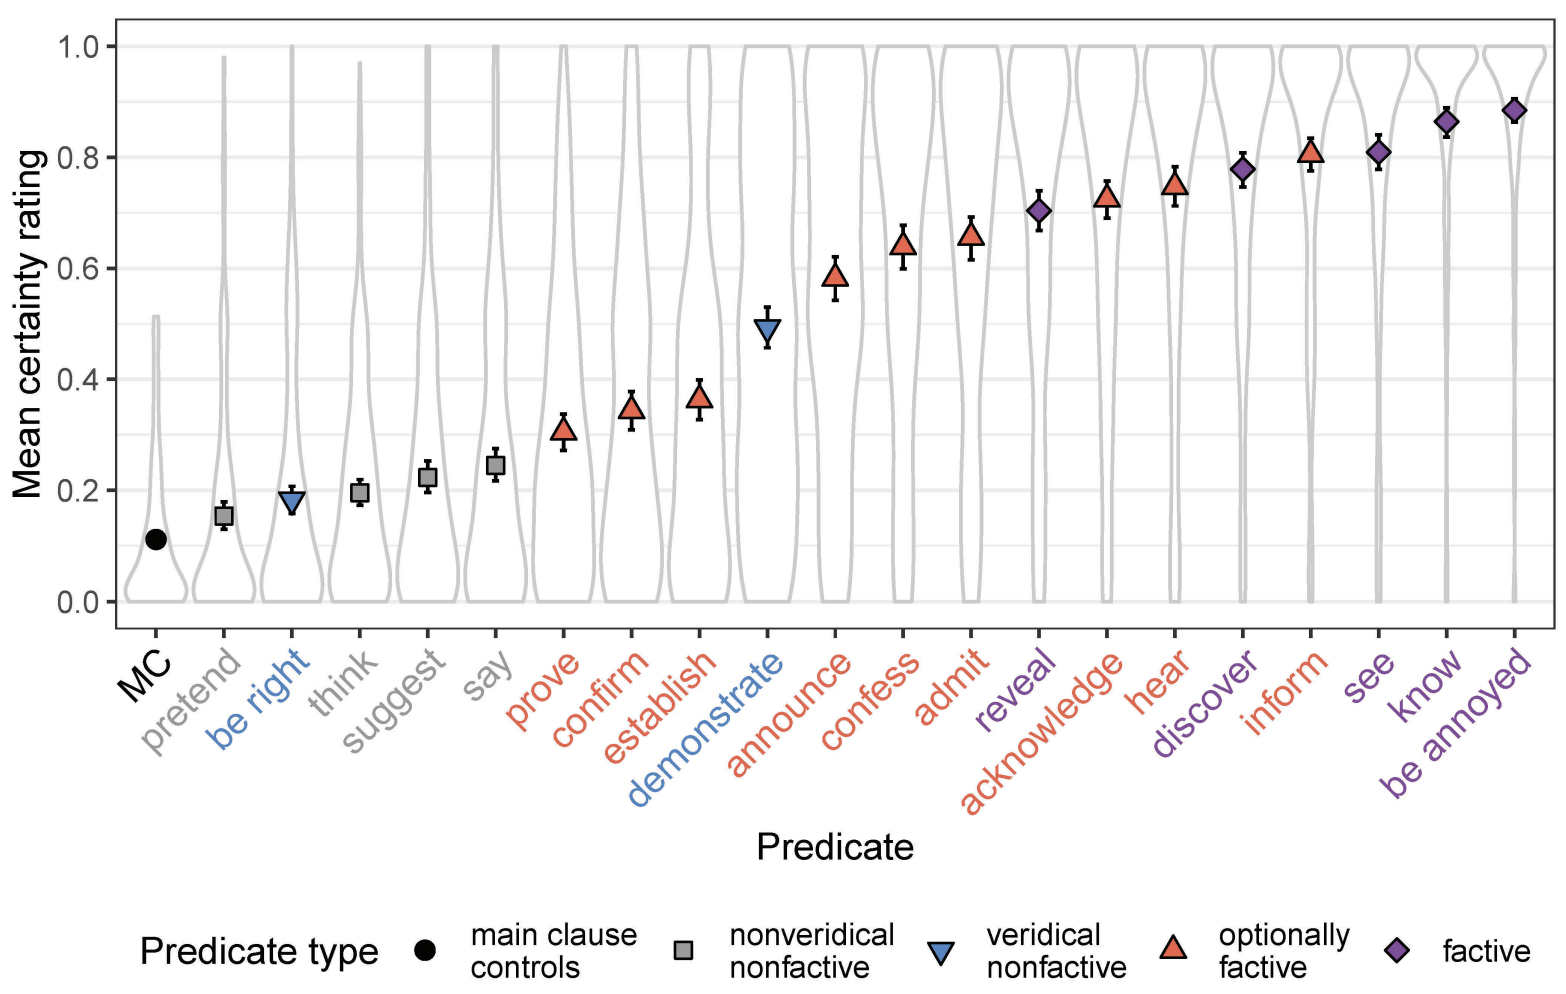 Mean certainty rating
1.0
0.8
0.6
0.4
0.2
0.0
MC
pretend
be right
think
suggest
say
prove
confirm
establish
demonstrate
announce
confess
admit
reveal
acknowledge
hear
discover
inform
see
know
be annoyed
Predicate
Predicate type
main clause
controls
nonveridical
nonfactive
veridical
nonfactive
optionally
factive
factive